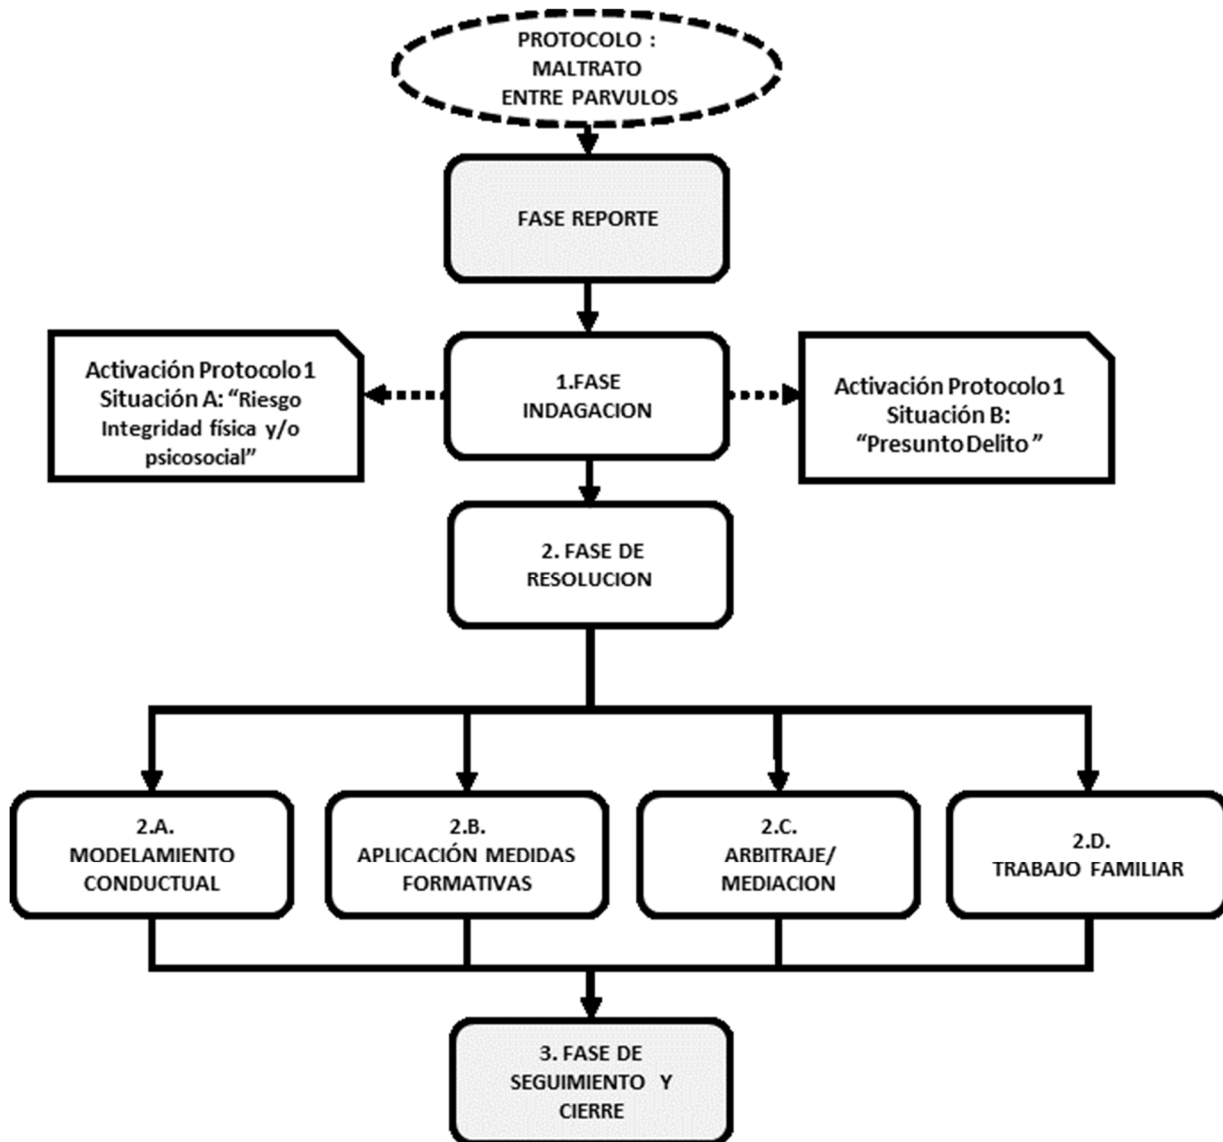 PROTOCOLO :
MALTRATO
ENTRE PARVULOS
FASE REPORTE
Activación Protocolo 1
Situación A: “Riesgo
Integridad física y/o
psicosocial”
1.FASE
INDAGACION
Activación Protocolo 1
Situación B:
“Presunto Delito ”
2. FASE DE
RESOLUCION
2.A.
MODELAMIENTO
CONDUCTUAL
2.B.
APLICACIÓN MEDIDAS
FORMATIVAS
2.C.
ARBITRAJE/
MEDIACION
2.D.
TRABAJO FAMILIAR
3. FASE DE
SEGUIMIENTO Y
CIERRE